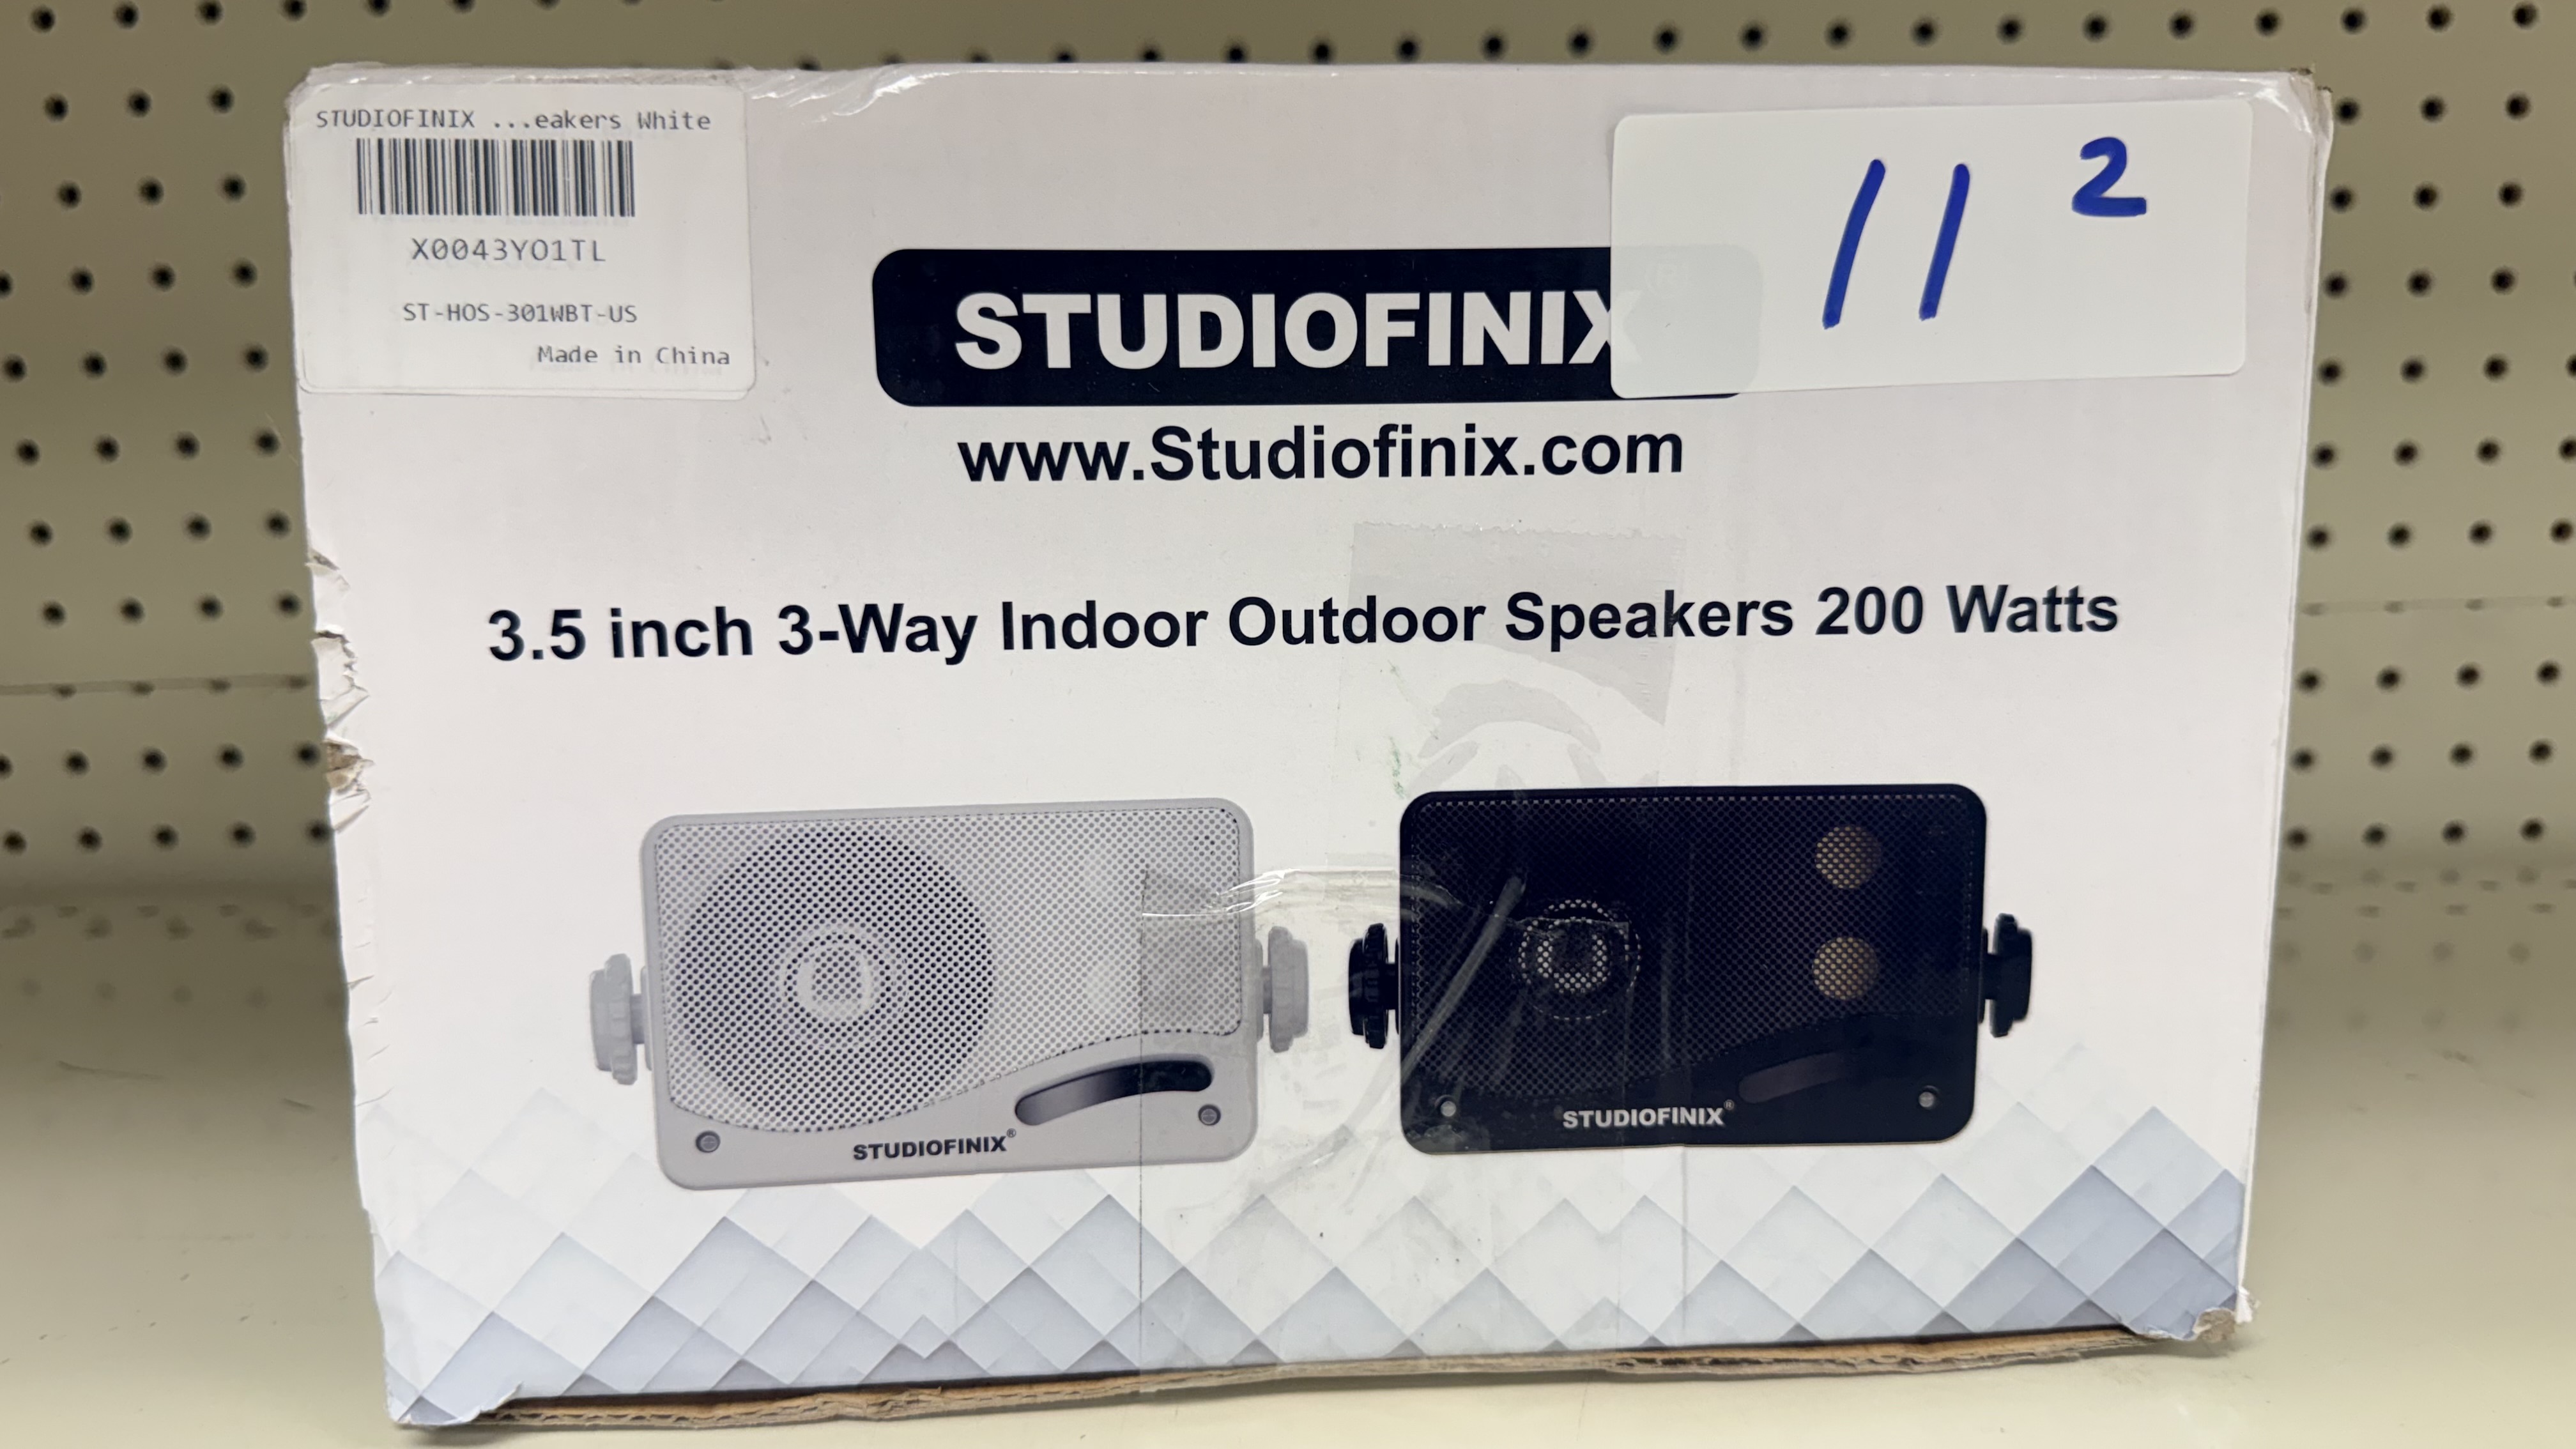 STUDIOFINIX ...eakers White
X0043YO1TL
ST-HOS-301WBT-US
Made in China
11 2
STUDIOFINIX
www.Studiofinix.com
3.5 inch 3-Way Indoor Outdoor Speakers 200 Watts
STUDIOFINIX®
STUDIOFINIX®